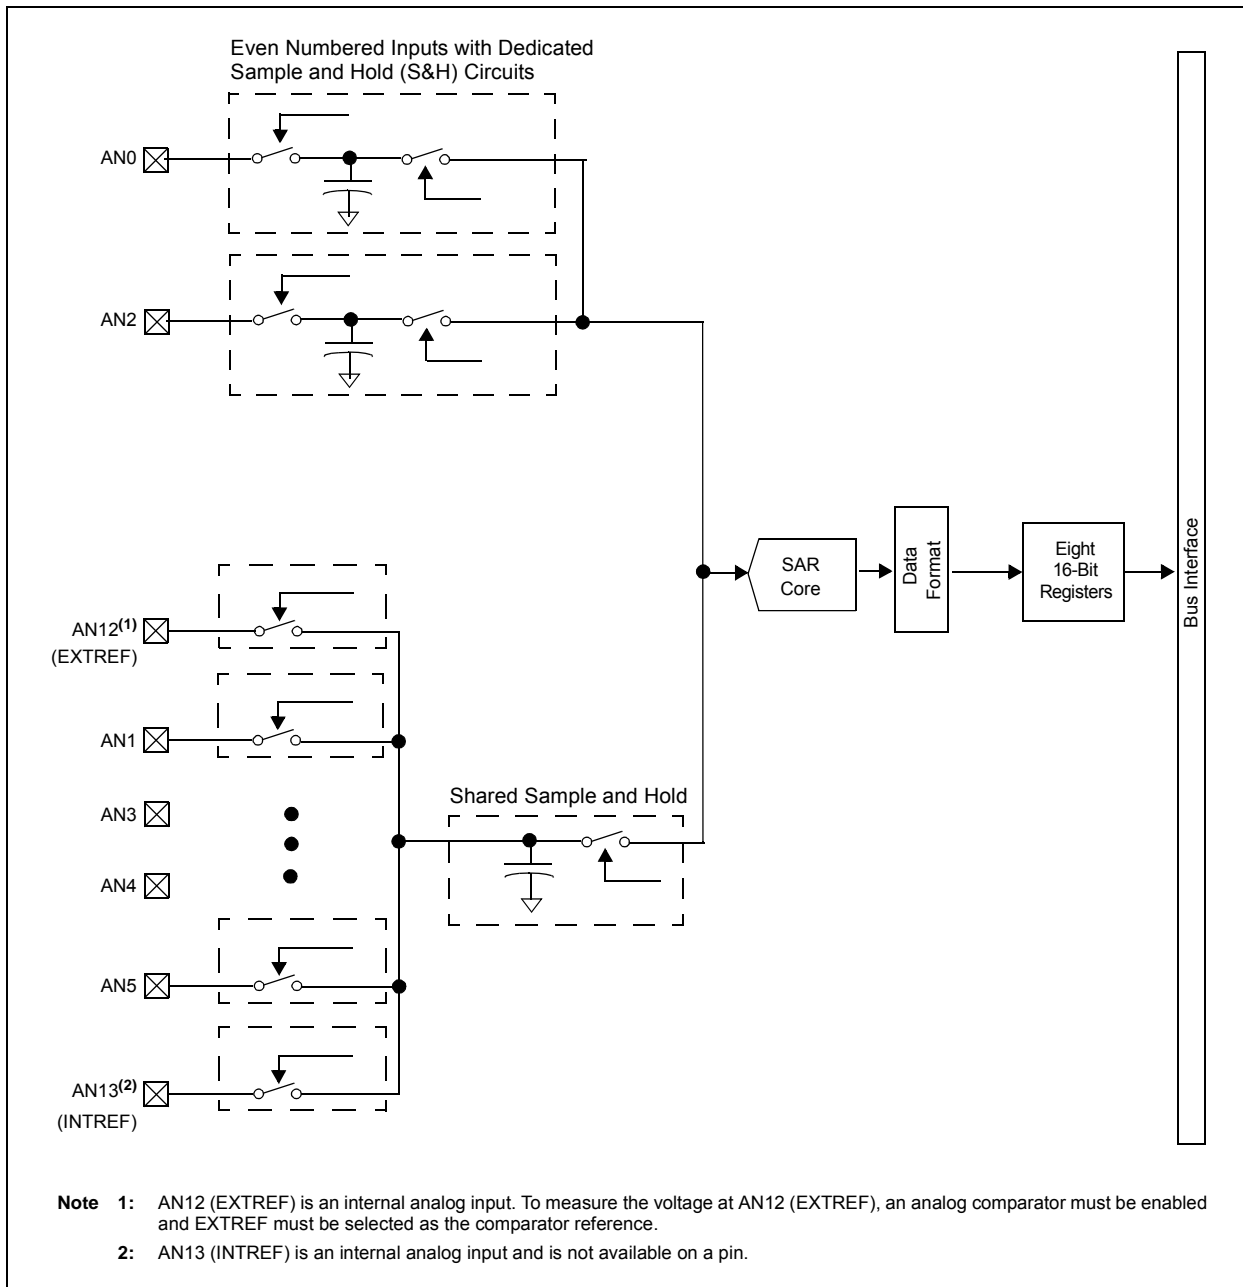 Even Numbered Inputs with Dedicated
Sample and Hold (S&H) Circuits
AN0
AN2
AN12(1)
(EXTREF)
AN1
AN3
AN4
AN5
AN13(2)
(INTREF)
Shared Sample and Hold
SAR
Core
Data
Format
Eight
16-Bit
Registers
Bus Interface
Note 1: AN12 (EXTREF) is an internal analog input. To measure the voltage at AN12 (EXTREF), an analog comparator must be enabled
and EXTREF must be selected as the comparator reference.
2: AN13 (INTREF) is an internal analog input and is not available on a pin.